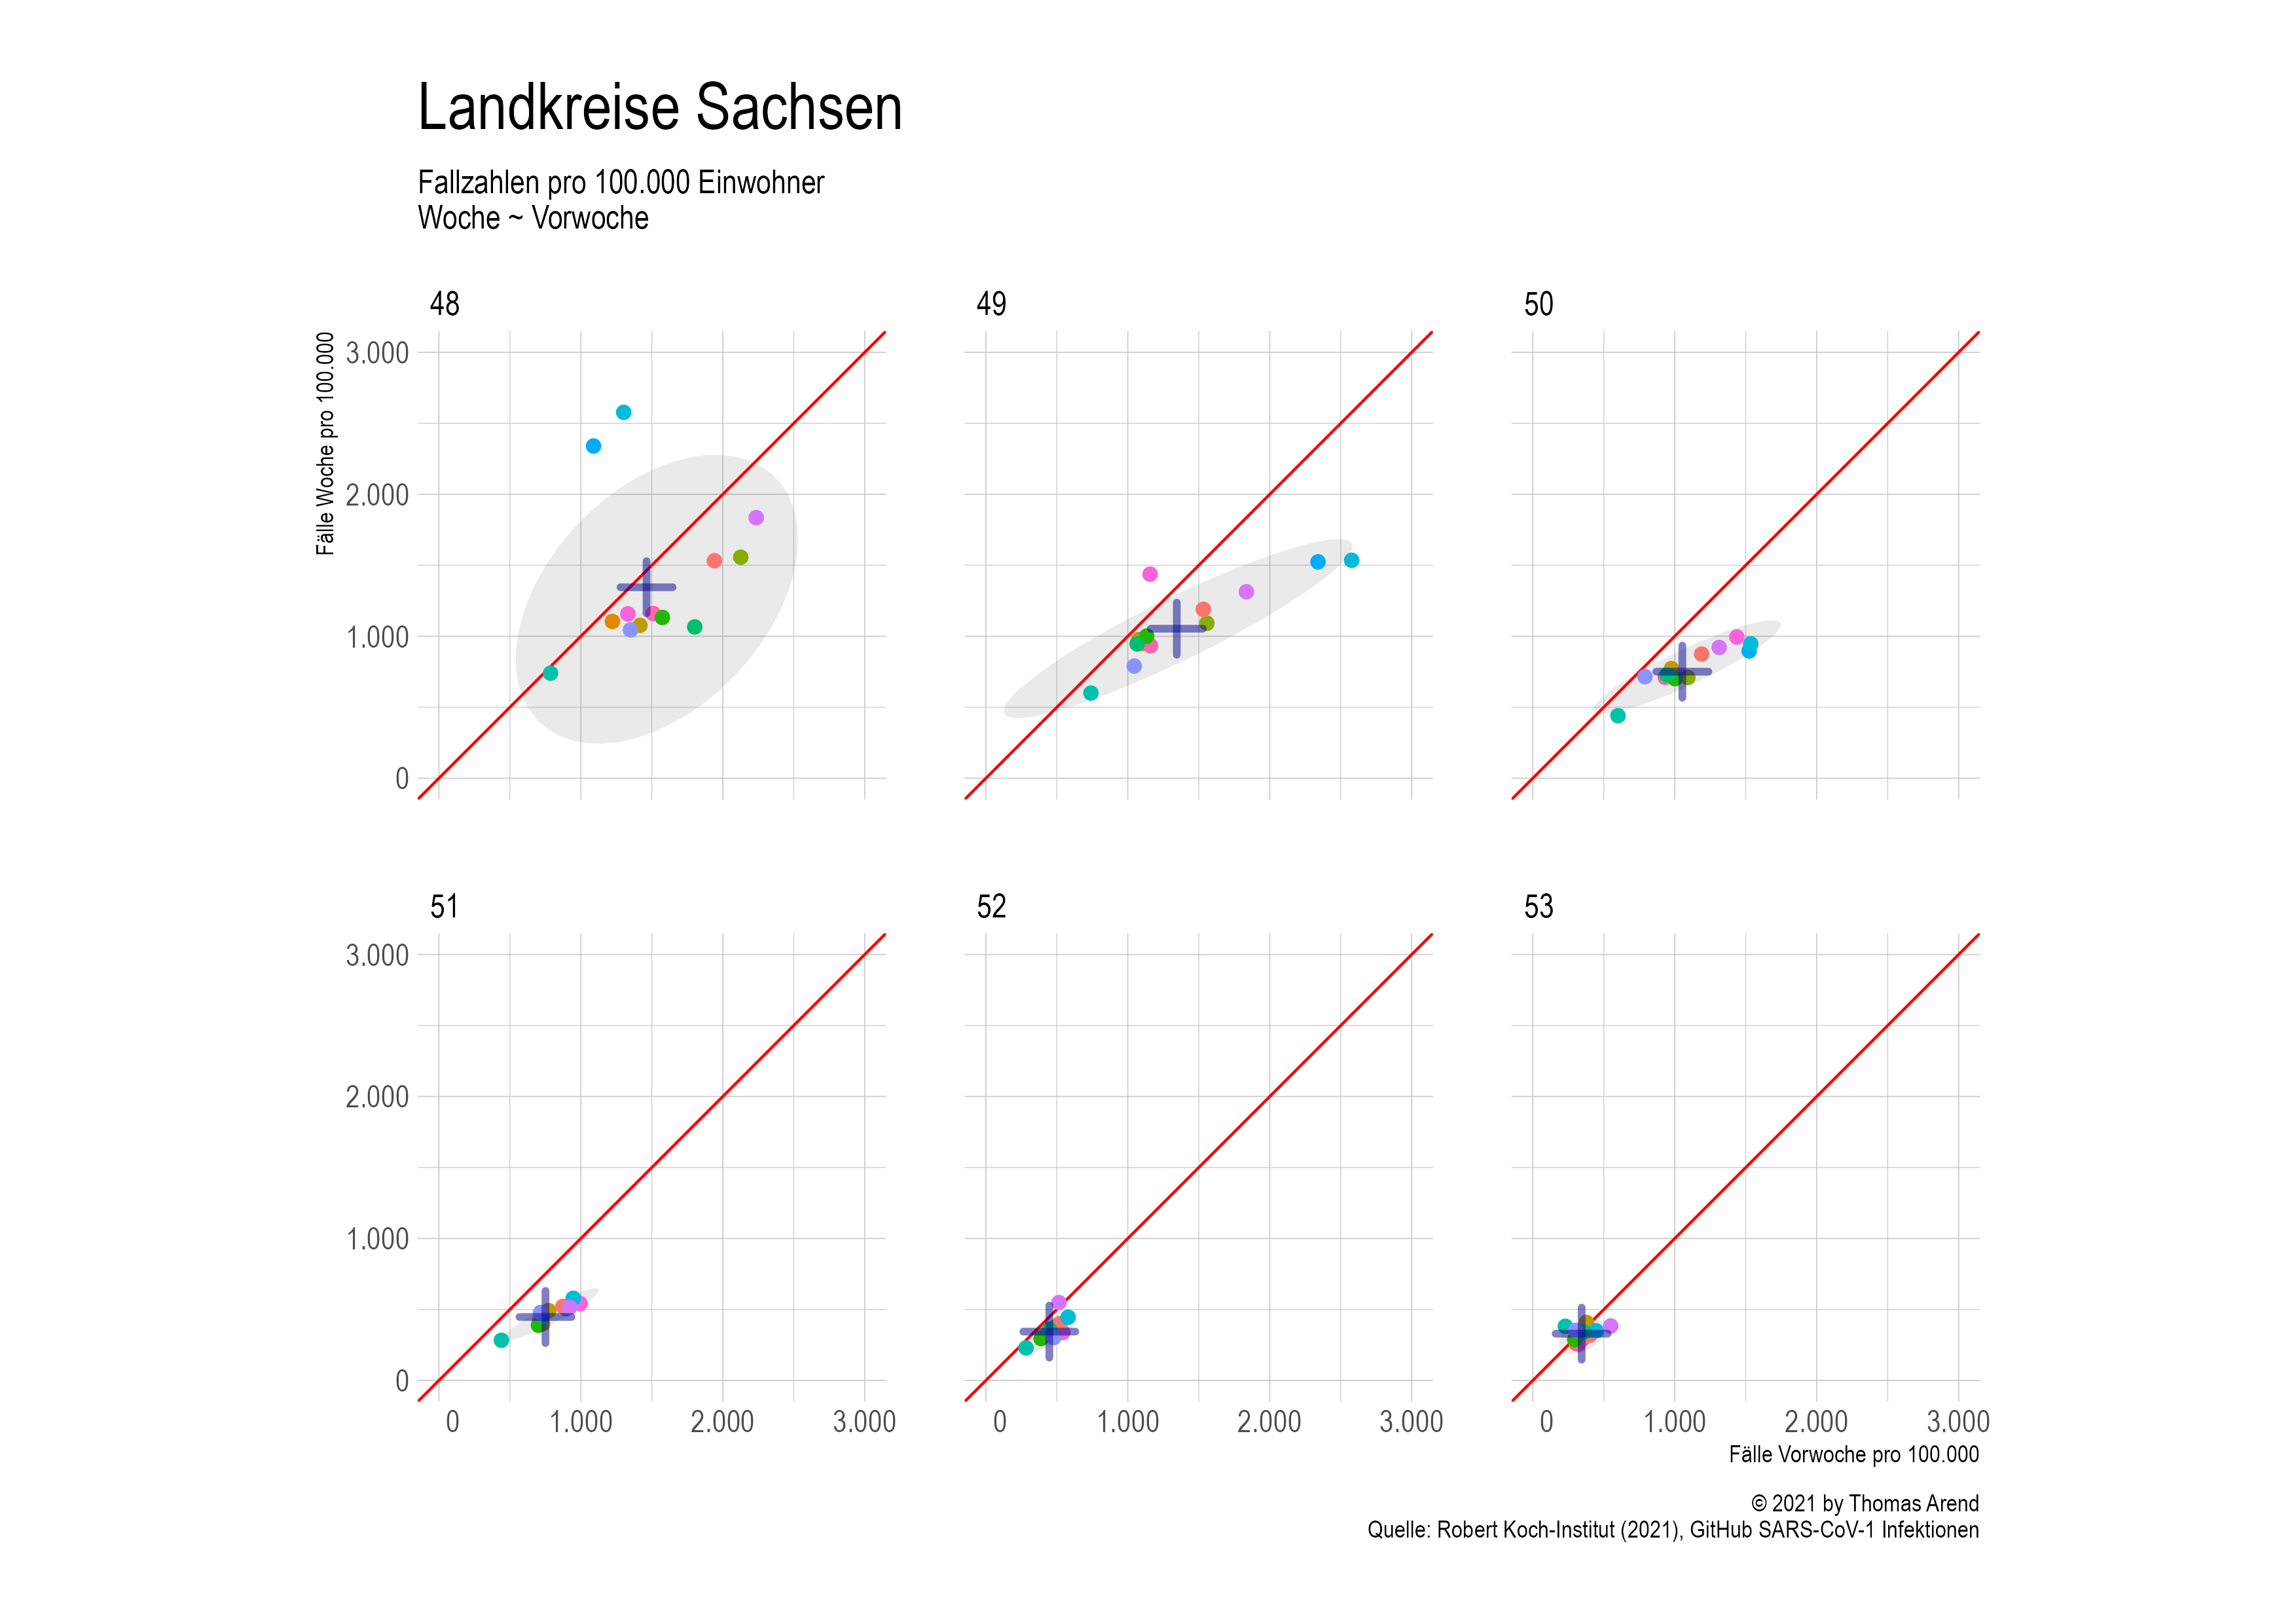 Landkreise Sachsen
Fallzahlen pro 100.000 Einwohner
Woche ~ Vorwoche
48
49
50
Fälle Woche pro 100.000
3.000
2.000
1.000
0
51
52
53
3.000
2.000
1.000
0
0 1.000 2.000 3.000
0 1.000 2.000 3.000
0 1.000 2.000 3.000
Fälle Vorwoche pro 100.000
© 2021 by Thomas Arend
Quelle: Robert Koch-Institut (2021), GitHub SARS-CoV-1 Infektionen